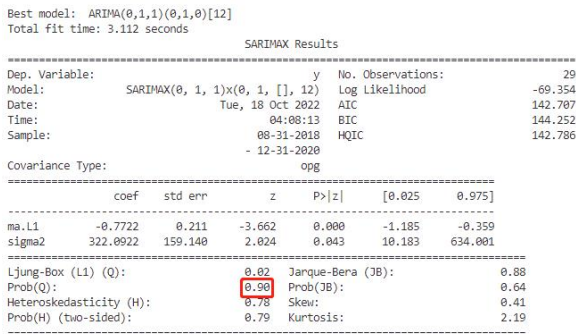 Best model:  ARIMA(0,1,1)(0,1,0)[12]
Total fit time: 3.112 seconds
SARIMAX Results
Dep. Variable: y No. Observations: 29
Model: SARIMAX(0, 1, 1)x(0, 1, [], 12) Log Likelihood -69.354
Date: Tue, 18 Oct 2022 AIC 142.707
Time: 04:08:13 BIC 144.252
Sample: 08-31-2018 HQIC 142.786
- 12-31-2020
Covariance Type: opg
coef std err z P>|z| [0.025 0.975]
ma.L1 -0.7722 0.211 -3.662 0.000 -1.185 -0.359
sigma2 322.0922 159.140 2.024 0.043 10.183 634.001
Ljung-Box (L1) (Q): 0.02 Jarque-Bera (JB): 0.88
Prob(Q): 0.90 Prob(JB): 0.64
Heteroskedasticity (H): 0.78 Skew: 0.41
Prob(H) (two-sided): 0.79 Kurtosis: 2.19